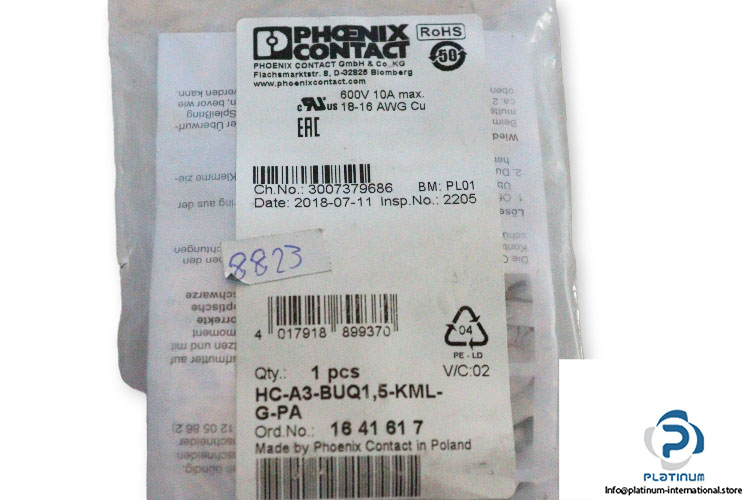 PHŒNIX
CONTACT
RoHS
50
PHOENIX CONTACT GmbH & Co. KG
Flachsmarktstr. 8, D-32825 Blomberg
www.phoenixcontact.com
600V 10A max.
c RU us 18-16 AWG Cu
EAC
Ch.No.: 3007379686 BM: PL01
Date: 2018-07-11 Insp.No.: 2205
8823
4 017918 899370
04
PE-LD
Qty.: 1 pcs V/C:02
HC-A3-BUQ1,5-KML-
G-PA
Ord.No.: 16 41 61 7
Made by Phoenix Contact in Poland
PLATINUM
INTERNATIONAL
Info@platinum-international.store